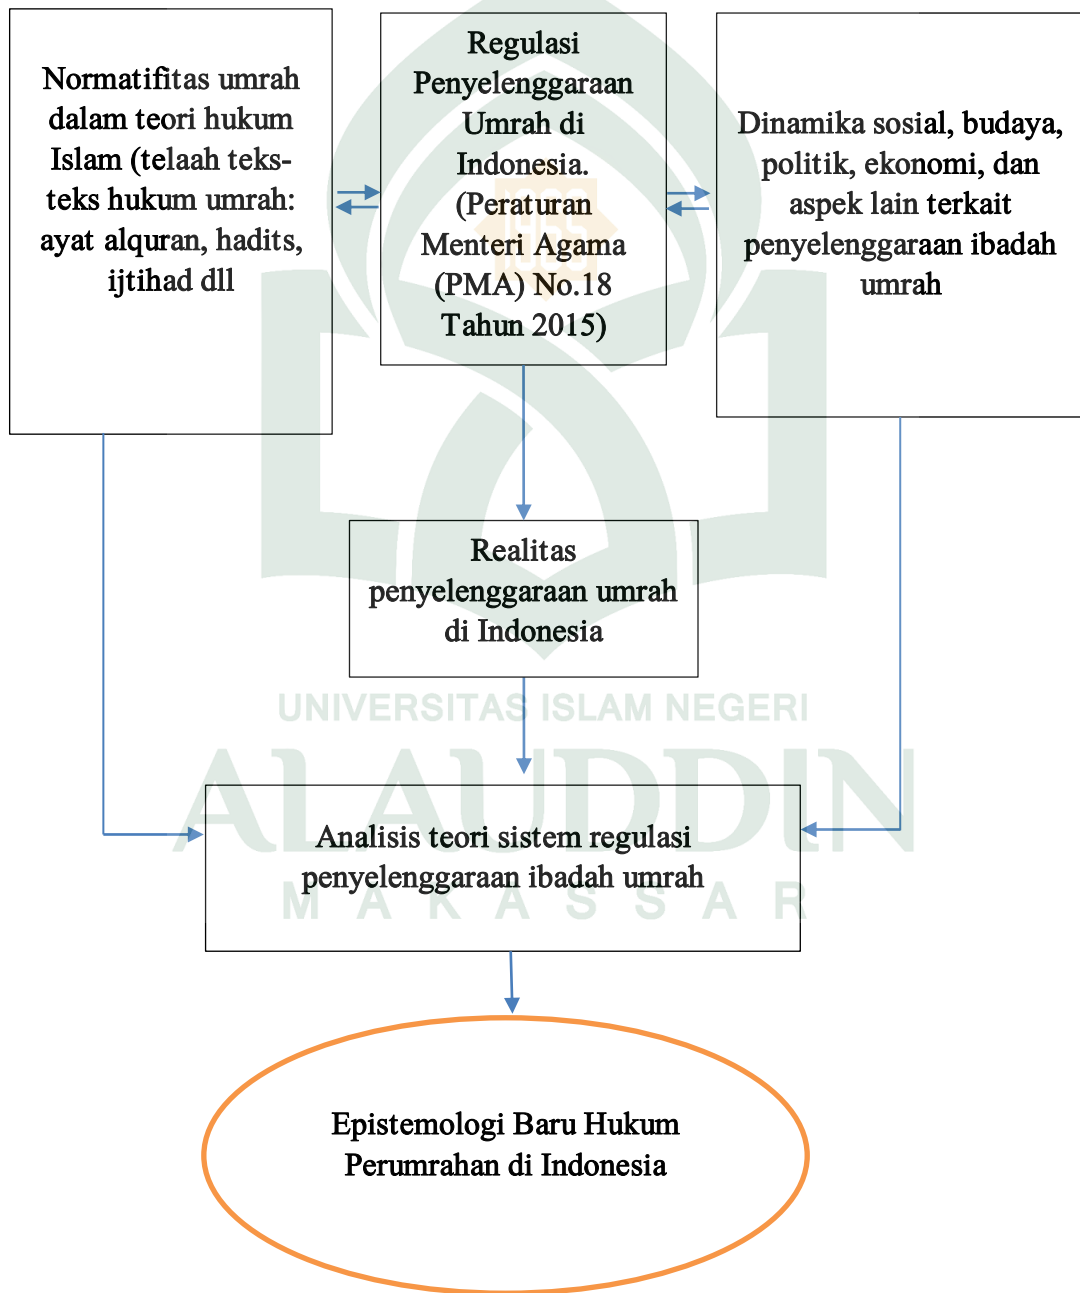 Normatifitas umrah
dalam teori hukum
Islam (telaah teks-
teks hukum umrah:
ayat alquran, hadits,
ijtihad dll
Regulasi
Penyelenggaraan
Umrah di
Indonesia.
(Peraturan
Menteri Agama
(PMA) No.18
Tahun 2015)
Dinamika sosial, budaya,
politik, ekonomi, dan
aspek lain terkait
penyelenggaraan ibadah
umrah
1965
Realitas
penyelenggaraan umrah
di Indonesia
UNIVERSITAS ISLAM NEGERI
ALAUDDIN
MAKASSAR
Analisis teori sistem regulasi
penyelenggaraan ibadah umrah
Epistemologi Baru Hukum
Perumrahan di Indonesia